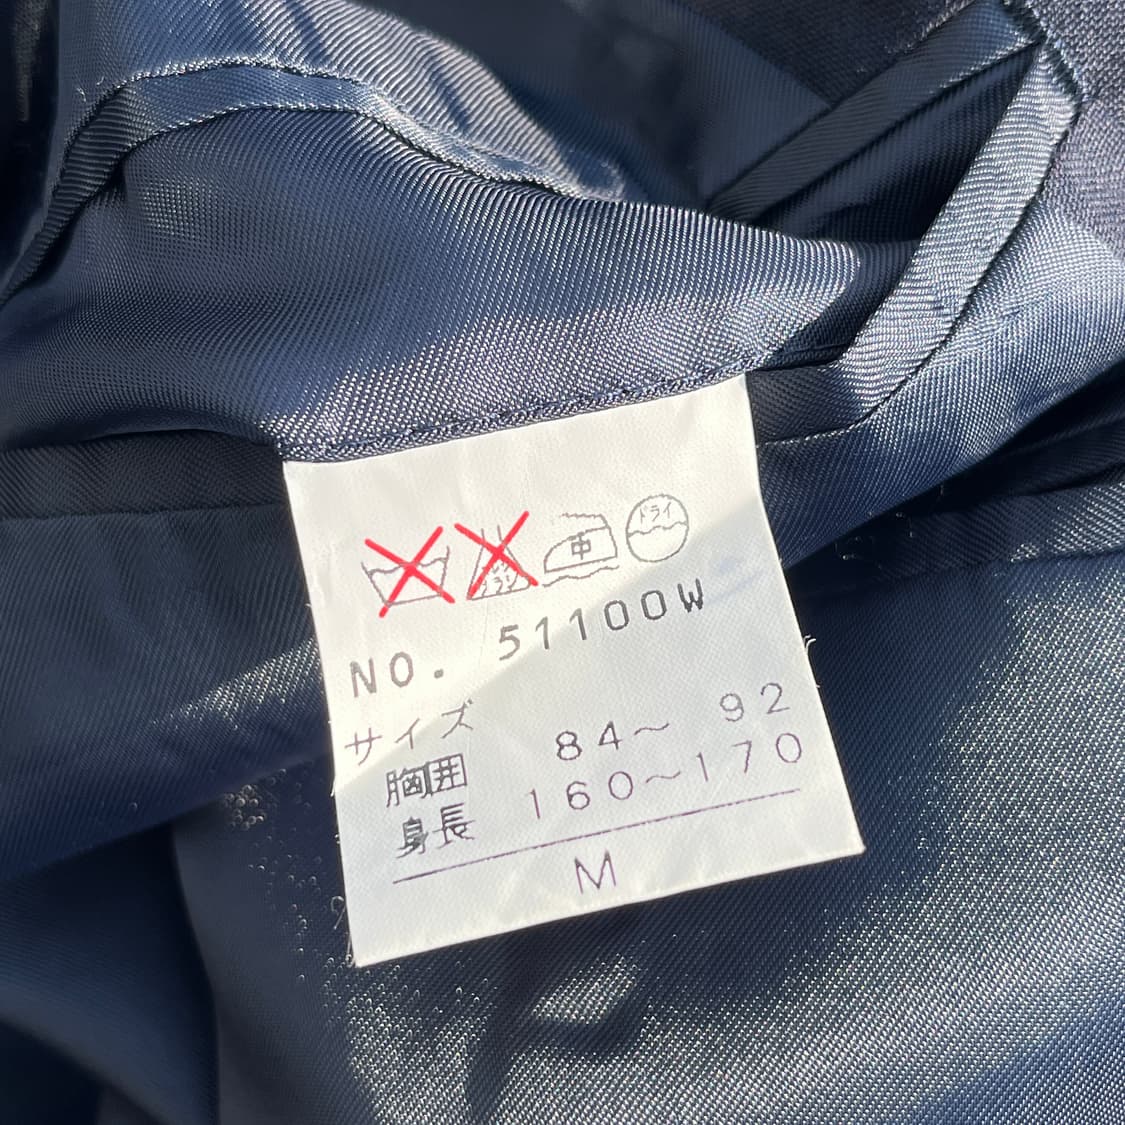 中 ドライ
NO. 51100W
サイズ
胸囲 84～ 92
身長 160～170
M